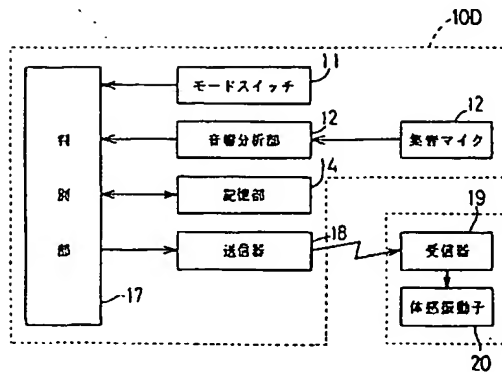 10D
モードスイッチ
11
音響分析部
12
集音マイク
12
判別部
17
記憶部
14
送信器
18
受信器
19
体感振動子
20